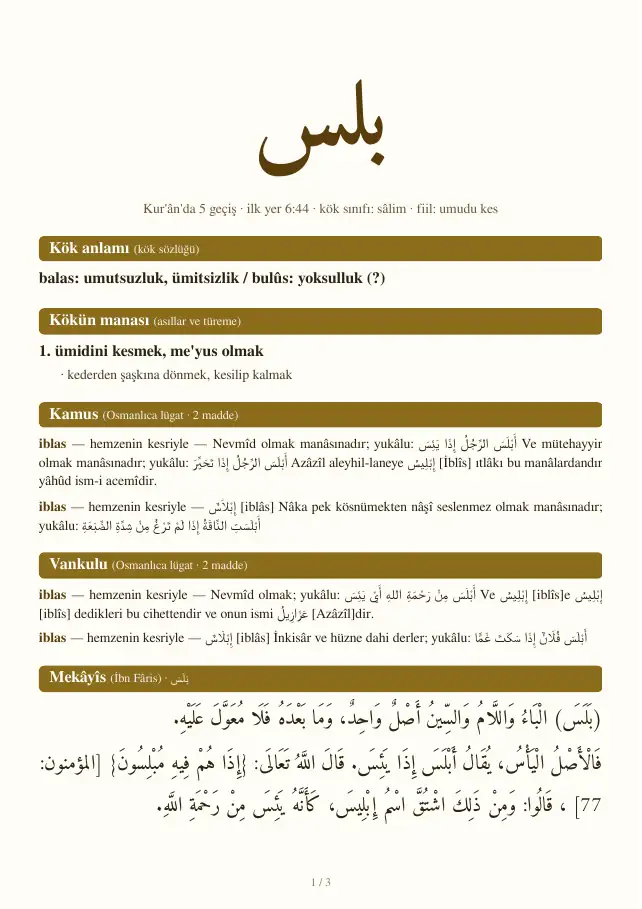 بلس
Kur'ân'da 5 geçiş · ilk yer 6:44 · kök sınıfı: sâlim · fiil: umudu kes
Kök anlamı (kök sözlüğü)
balas: umutsuzluk, ümitsizlik / bulûs: yoksulluk (?)
Kökün manası (asıllar ve türeme)
1. ümidini kesmek, me'yus olmak
· kederden şaşkına dönmek, kesilip kalmak
Kamus (Osmanlıca lügat · 2 madde)
iblas — hemzenin kesriyle — Nevmîd olmak manâsınadır; yukâlu: أَبْلَسَ الرَّجُلُ إِذَا يَئِسَ Ve mütehayyir
olmak manâsınadır; yukâlu: أَبْلَسَ الرَّجُلُ إِذَا تَحَيَّرَ Azâzîl aleyhil-laneye إِبْلِيسُ [İblîs] ıtlâkı bu manâlardandır
yâhûd ism-i acemîdir.
iblas — hemzenin kesriyle — إِبْلَاسٌ [iblâs] Nâka pek kösnümekten nâşî seslenmez olmak manâsınadır;
yukâlu: أَبْلَسَتِ النَّاقَةُ إِذَا لَمْ تَرْغُ مِنْ شِدَّةِ الضَّبَعَةِ
Vankulu (Osmanlıca lügat · 2 madde)
iblas — hemzenin kesriyle — Nevmîd olmak; yukâlu: أَبْلَسَ مِنْ رَحْمَةِ اللهِ أَيْ يَئِسَ Ve إِبْلِيسُ [iblîs]e إِبْلِيسُ
[iblîs] dedikleri bu cihettendir ve onun ismi عَزَازِيلُ [Azâzîl]dir.
iblas — hemzenin kesriyle — إِبْلَاسٌ [iblâs] İnkisâr ve hüzne dahi derler; yukâlu: أَبْلَسَ فُلَانٌ إِذَا سَكَتَ غَمًّا
Mekâyîs (İbn Fâris) · بَلَسَ
(بَلَسَ) الْبَاءُ وَاللَّامُ وَالسِّينُ أَصْلٌ وَاحِدٌ، وَمَا بَعْدَهُ فَلَا مُعَوَّلَ عَلَيْهِ.
فَالْأَصْلُ الْيَأْسُ، يُقَالُ أَبْلَسَ إِذَا يَئِسَ. قَالَ اللَّهُ تَعَالَى: {إِذَا هُمْ فِيهِ مُبْلِسُونَ} [المؤمنون:
77] ، قَالُوا: وَمِنْ ذَلِكَ اشْتُقَّ اسْمُ إِبْلِيسَ، كَأَنَّهُ يَئِسَ مِنْ رَحْمَةِ اللَّهِ.
1 / 3